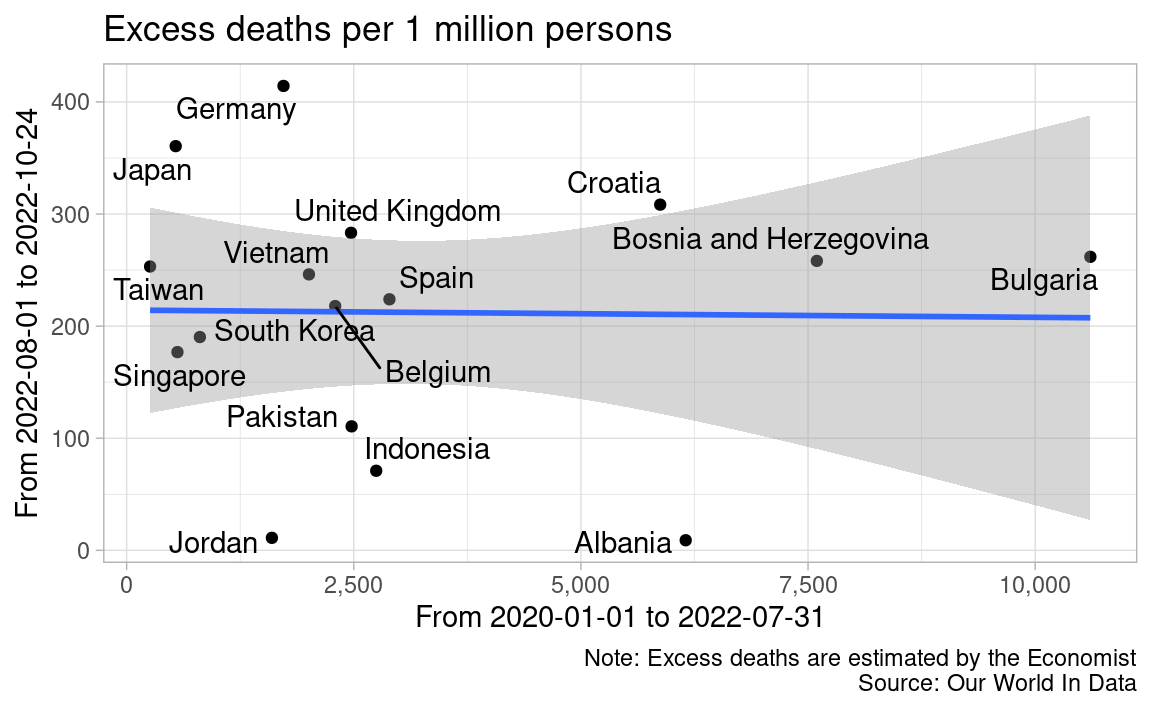 Excess deaths per 1 million persons
From 2022-08-01 to 2022-10-24
400
300
200
100
0
Germany
Japan
Croatia
United Kingdom
Bosnia and Herzegovina
Vietnam
Spain
Bulgaria
Taiwan
South Korea
Belgium
Singapore
Pakistan
Indonesia
Jordan
Albania
0
2,500
5,000
7,500
10,000
From 2020-01-01 to 2022-07-31
Note: Excess deaths are estimated by the Economist
Source: Our World In Data